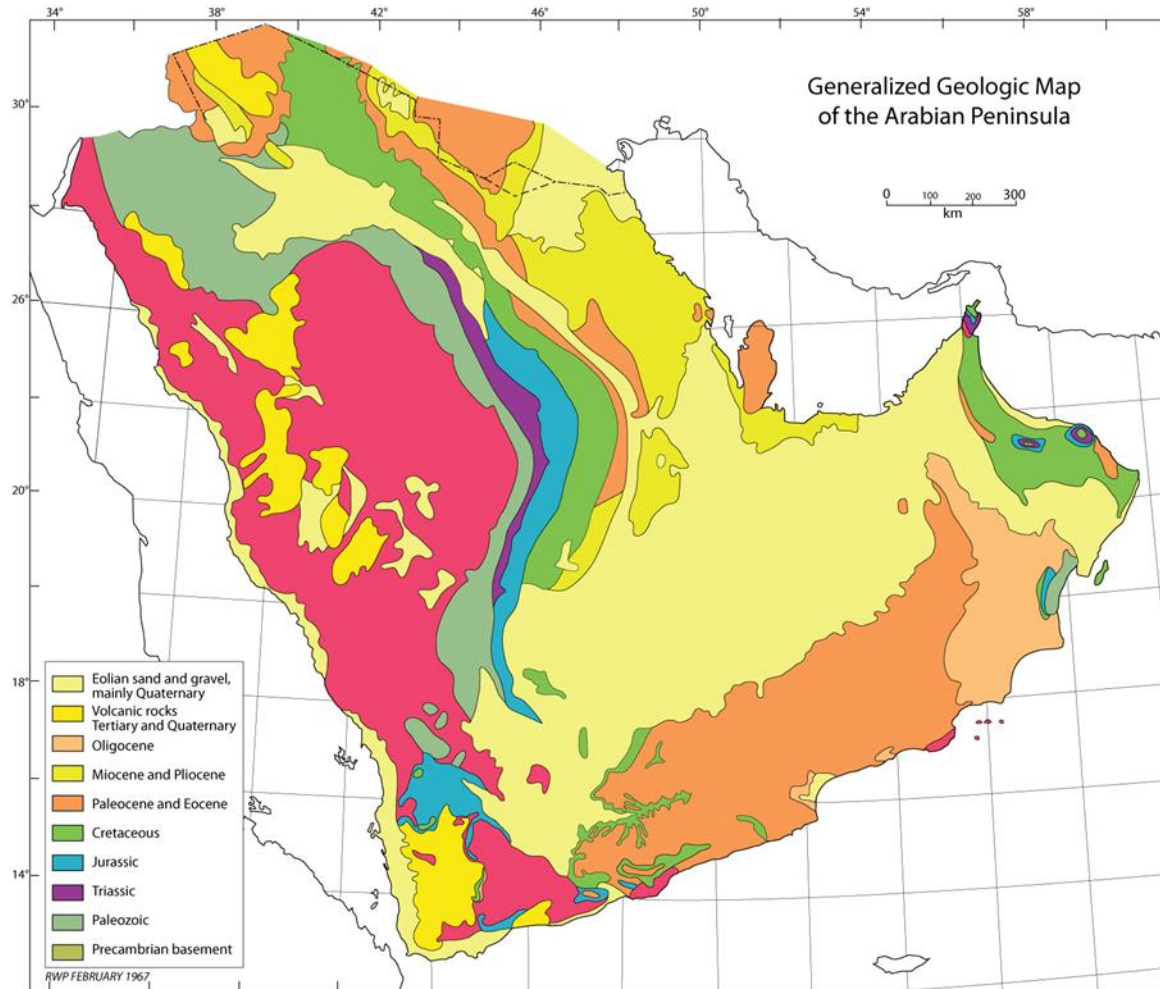 34° 38° 42° 46° 50° 54° 58°
Generalized Geologic Map
of the Arabian Peninsula
30°
0 100 200 300
km
26°
20°
18°
14°
Eolian sand and gravel,
mainly Quaternary
Volcanic rocks
Tertiary and Quaternary
Oligocene
Miocene and Pliocene
Paleocene and Eocene
Cretaceous
Jurassic
Triassic
Paleozoic
Precambrian basement
RWP FEBRUARY 1967